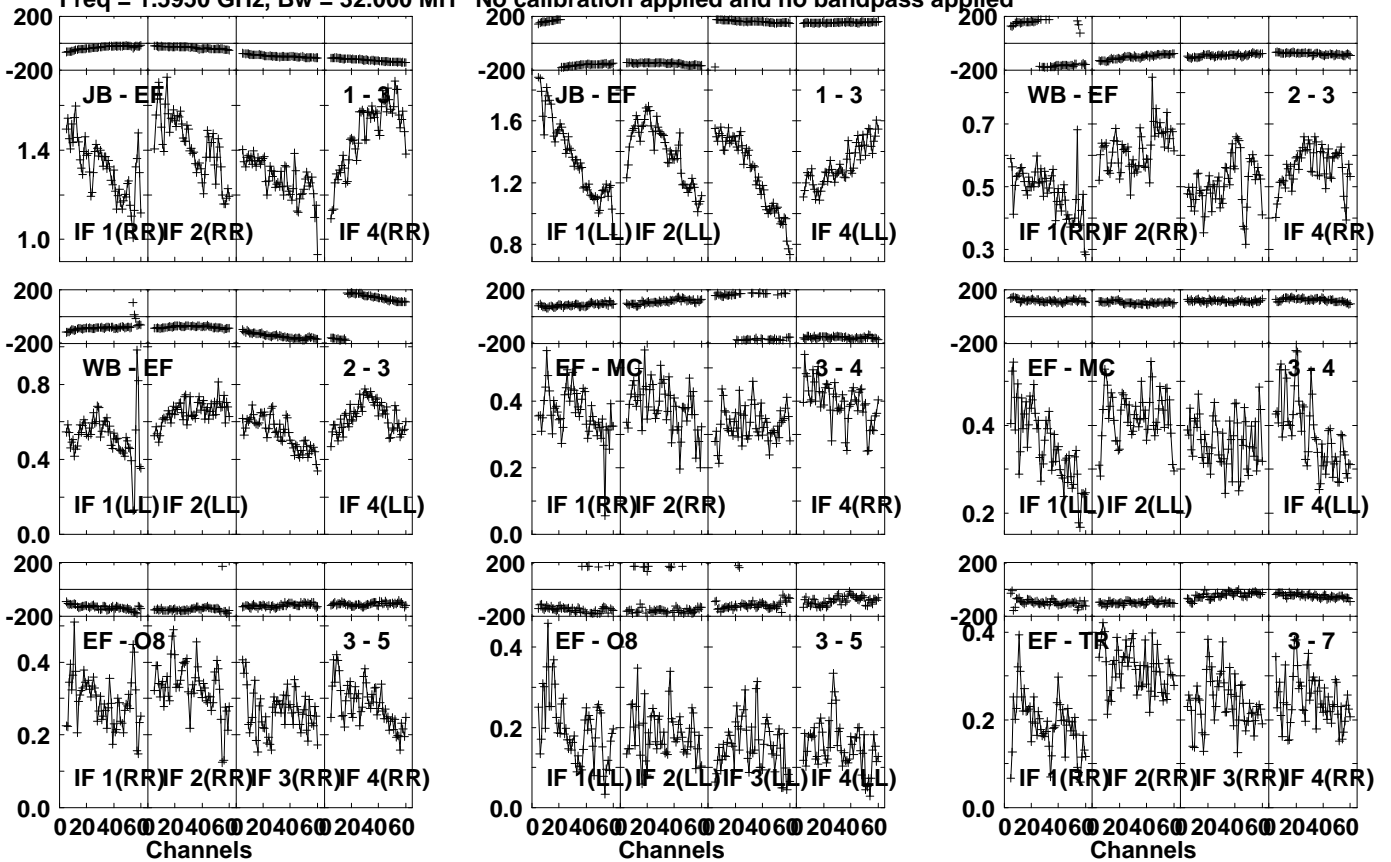 Freq = 1.5950 GHz, Bw = 32.000 MH No calibration applied and no bandpass applied
200
-200
JB - EF 1 - 3
1.4
1.0
IF 1(RR) IF 2(RR) IF 4(RR)
200
-200
JB - EF 1 - 3
1.6
1.2
0.8
IF 1(LL) IF 2(LL) IF 4(LL)
200
-200
WB - EF 2 - 3
0.7
0.5
0.3
IF 1(RR) IF 2(RR) IF 4(RR)
200
-200
WB - EF 2 - 3
0.8
0.4
0.0
IF 1(LL) IF 2(LL) IF 4(LL)
200
-200
EF - MC 3 - 4
0.4
0.2
0.0
IF 1(RR) IF 2(RR) IF 4(RR)
200
-200
EF - MC 3 - 4
0.4
0.2
IF 1(LL) IF 2(LL) IF 4(LL)
200
-200
EF - O8 3 - 5
0.4
0.2
0.0
IF 1(RR) IF 2(RR) IF 3(RR) IF 4(RR)
0 20 40 60 0 20 40 60 0 20 40 60 0 20 40 60
Channels
200
-200
EF - O8 3 - 5
0.4
0.2
0.0
IF 1(LL) IF 2(LL) IF 3(LL) IF 4(LL)
0 20 40 60 0 20 40 60 0 20 40 60 0 20 40 60
Channels
200
-200
EF - TR 3 - 7
0.4
0.2
0.0
IF 1(RR) IF 2(RR) IF 3(RR) IF 4(RR)
0 20 40 60 0 20 40 60 0 20 40 60 0 20 40 60
Channels